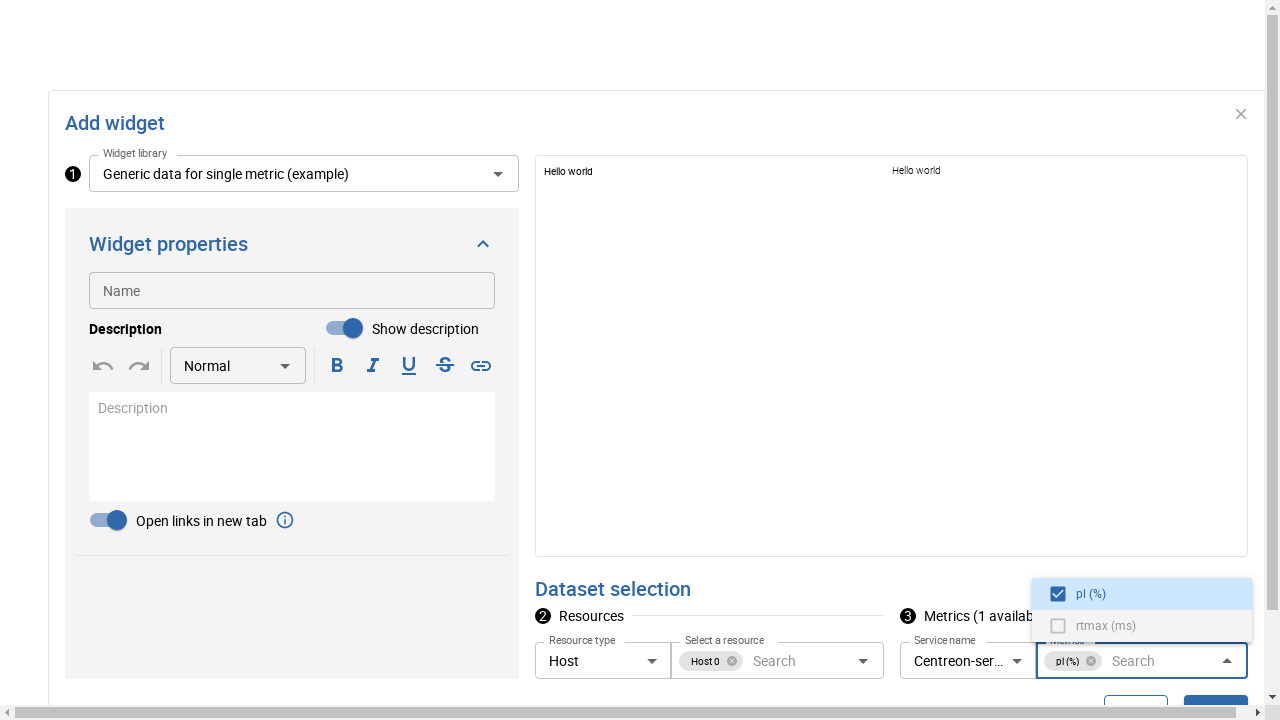 Add widget
Widget library
1 Generic data for single metric (example)
Hello world
Hello world
Widget properties
Name
Description
Show description
Normal
B I U S
Description
Open links in new tab
Dataset selection
2 Resources
Resource type
Host
Select a resource
Host 0
Search
3 Metrics (1 availab
Service name
Centreon-ser...
pl (%)
rtmax (ms)
pl (%)
Search